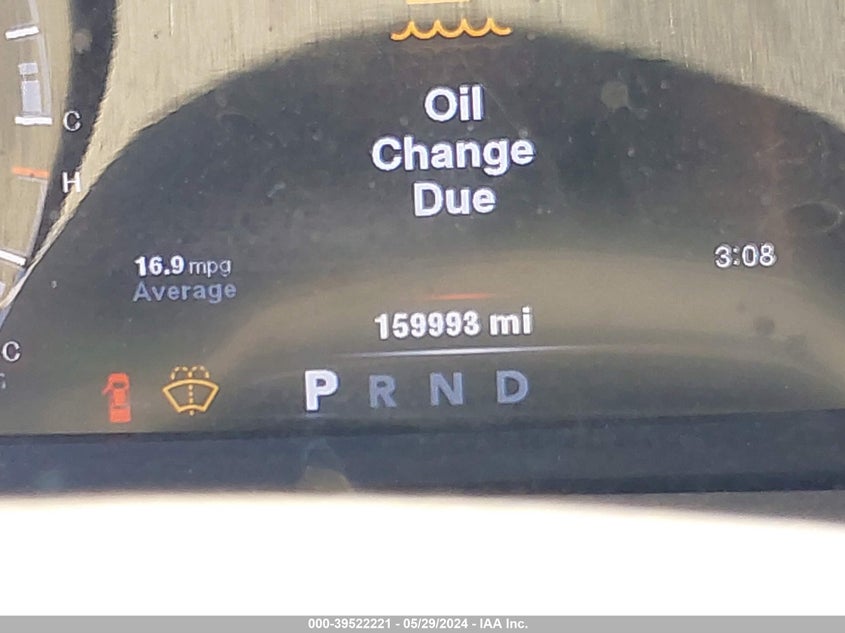 C
Oil
Change
H
Due
16.9 mpg
3:08
Average
159993 mi
C
P R N D
000-39522221 - 05/29/2024 - IAA Inc.